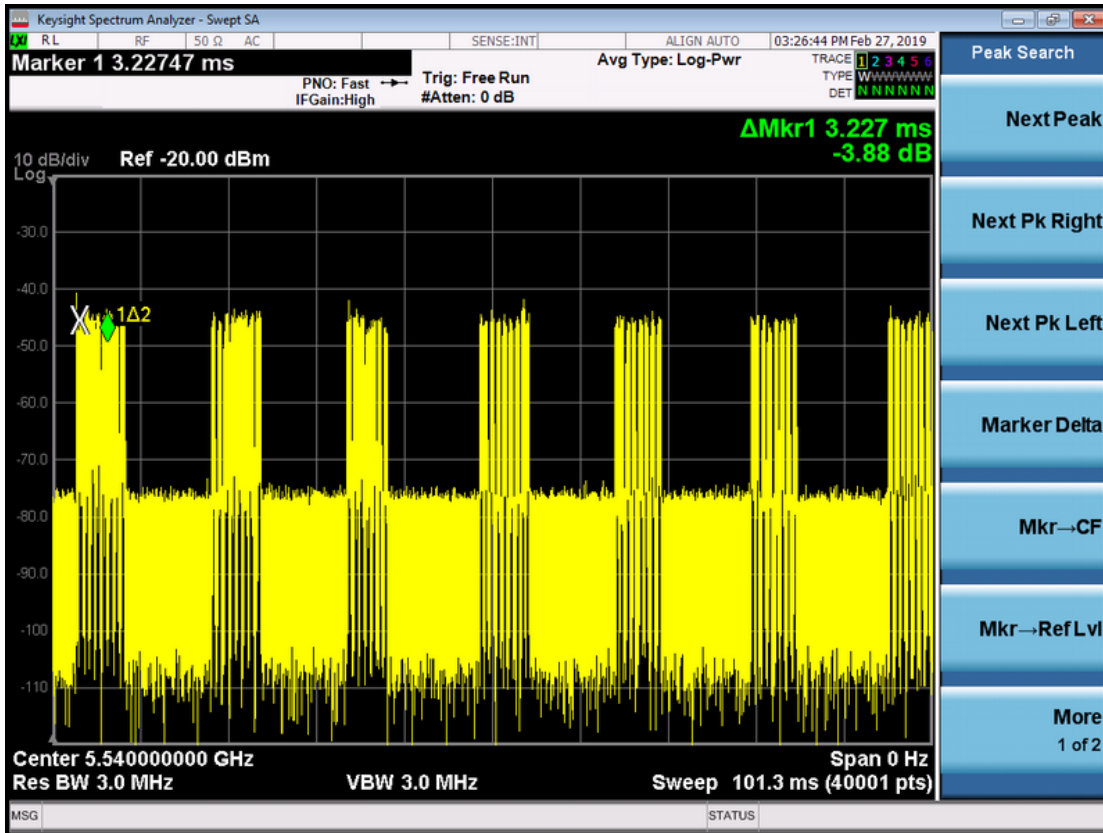 Keysight Spectrum Analyzer - Swept SA
LXI RL RF 50 Ω AC SENSE:INT ALIGN AUTO 03:26:44 PM Feb 27, 2019
Marker 1 3.22747 ms
PNO: Fast
IFGain:High
Trig: Free Run
#Atten: 0 dB
Avg Type: Log-Pwr
TRACE 1 2 3 4 5 6
TYPE WWWWWWWW
DET N N N N N N
ΔMkr1 3.227 ms
-3.88 dB
10 dB/div
Log
Ref -20.00 dBm
-30.0
-40.0
1Δ2
-50.0
-60.0
-70.0
-80.0
-90.0
-100
-110
Center 5.540000000 GHz
Span 0 Hz
Res BW 3.0 MHz
VBW 3.0 MHz
Sweep 101.3 ms (40001 pts)
MSG
STATUS
Peak Search
Next Peak
Next Pk Right
Next Pk Left
Marker Delta
Mkr→CF
Mkr→Ref Lvl
More
1 of 2